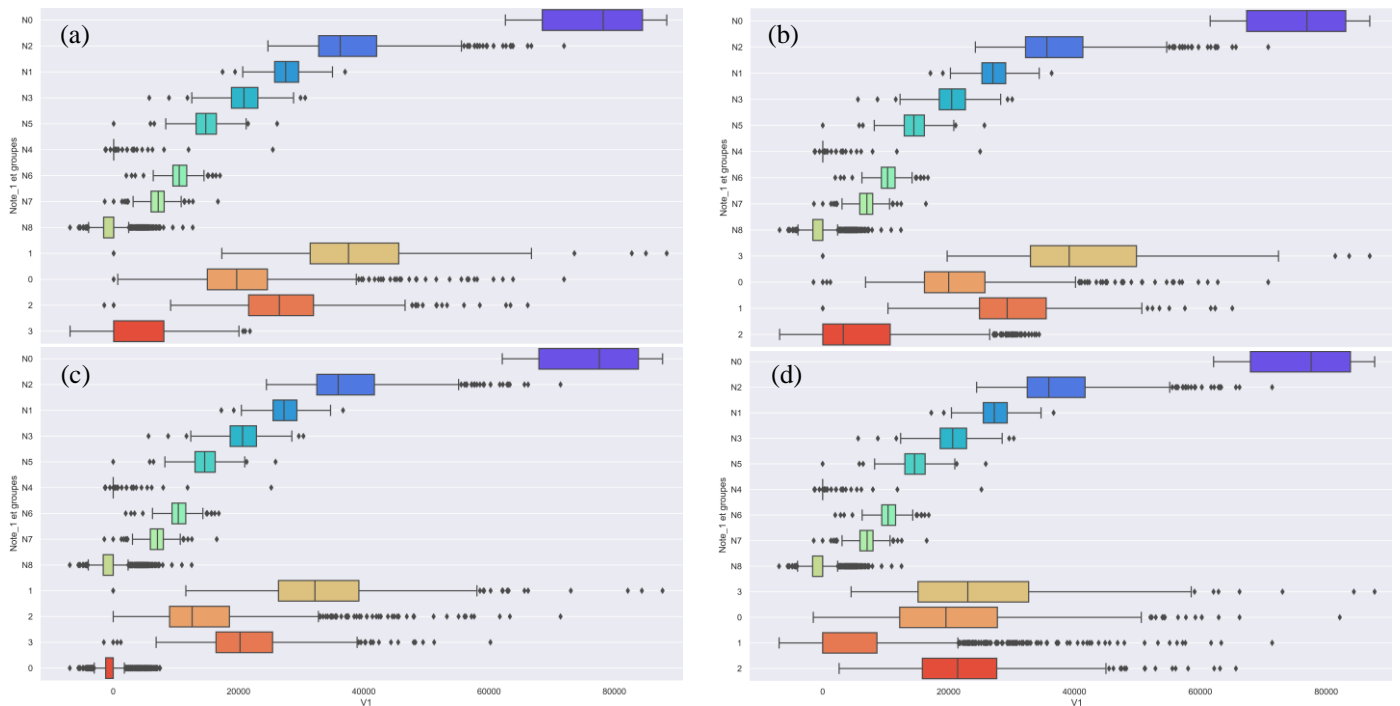 (a)
N0
N2
N1
N3
N5
N4
N6
N7
N8
1
0
2
3
Note_1 et groupes
(b)
N0
N2
N1
N3
N5
N4
N6
N7
N8
3
0
1
2
Note_1 et groupes
(c)
N0
N2
N1
N3
N5
N4
N6
N7
N8
1
2
3
0
Note_1 et groupes
0 20000 40000 60000 80000
V1
(d)
N0
N2
N1
N3
N5
N4
N6
N7
N8
3
0
1
2
Note_1 et groupes
0 20000 40000 60000 80000
V1